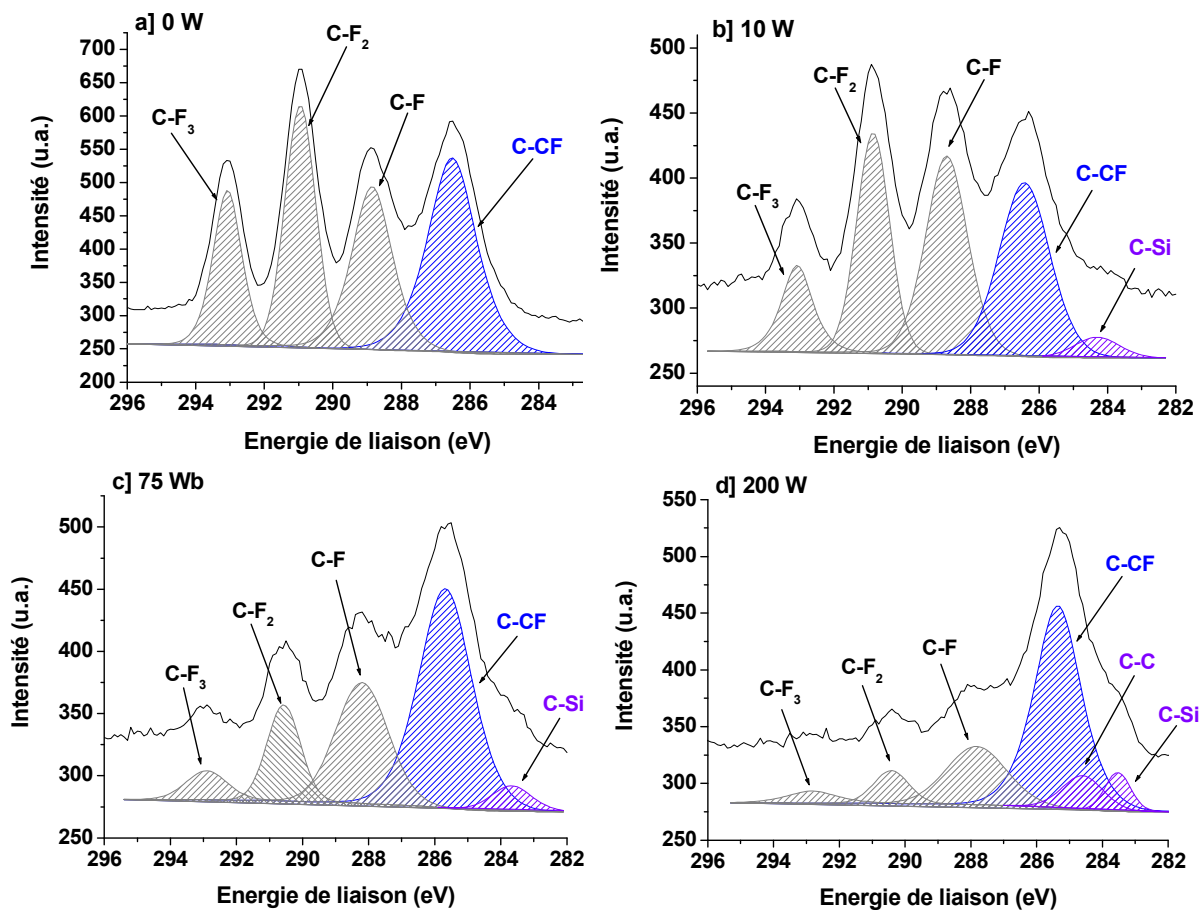 a] 0 W
C-F₃
C-F₂
C-F
C-CF
700
650
600
550
500
450
400
350
300
250
200
Intensité (u.a.)
296 294 292 290 288 286 284
Energie de liaison (eV)
b] 10 W
C-F₃
C-F₂
C-F
C-CF
C-Si
500
450
400
350
300
250
Intensité (u.a.)
296 294 292 290 288 286 284 282
Energie de liaison (eV)
c] 75 Wb
C-F₃
C-F₂
C-F
C-CF
C-Si
500
450
400
350
300
250
Intensité (u.a.)
296 294 292 290 288 286 284 282
Energie de liaison (eV)
d] 200 W
C-F₃
C-F₂
C-F
C-CF
C-C
C-Si
550
500
450
400
350
300
250
Intensité (u.a.)
296 294 292 290 288 286 284 282
Energie de liaison (eV)